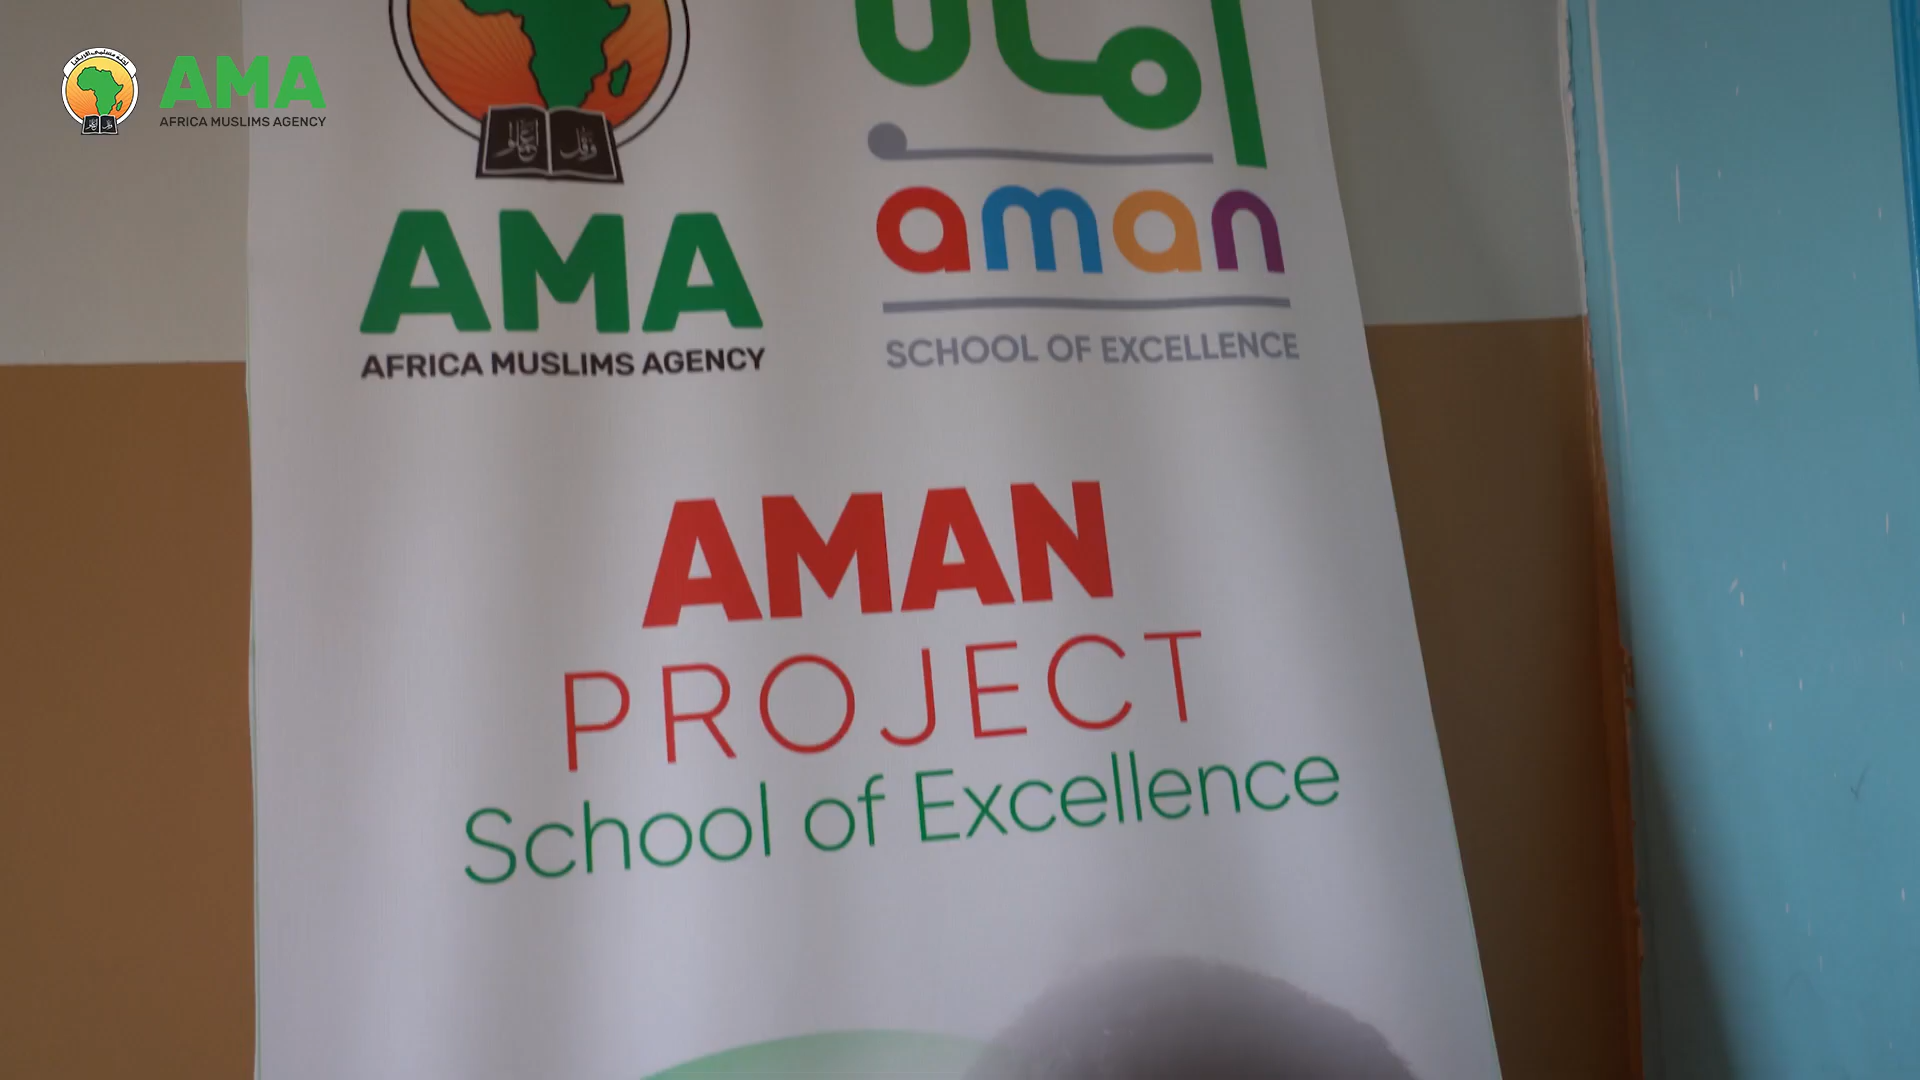 AMA
AFRICA MUSLIMS AGENCY
أمان
aman
SCHOOL OF EXCELLENCE
AMA
AFRICA MUSLIMS AGENCY
AMAN
PROJECT
School of Excellence